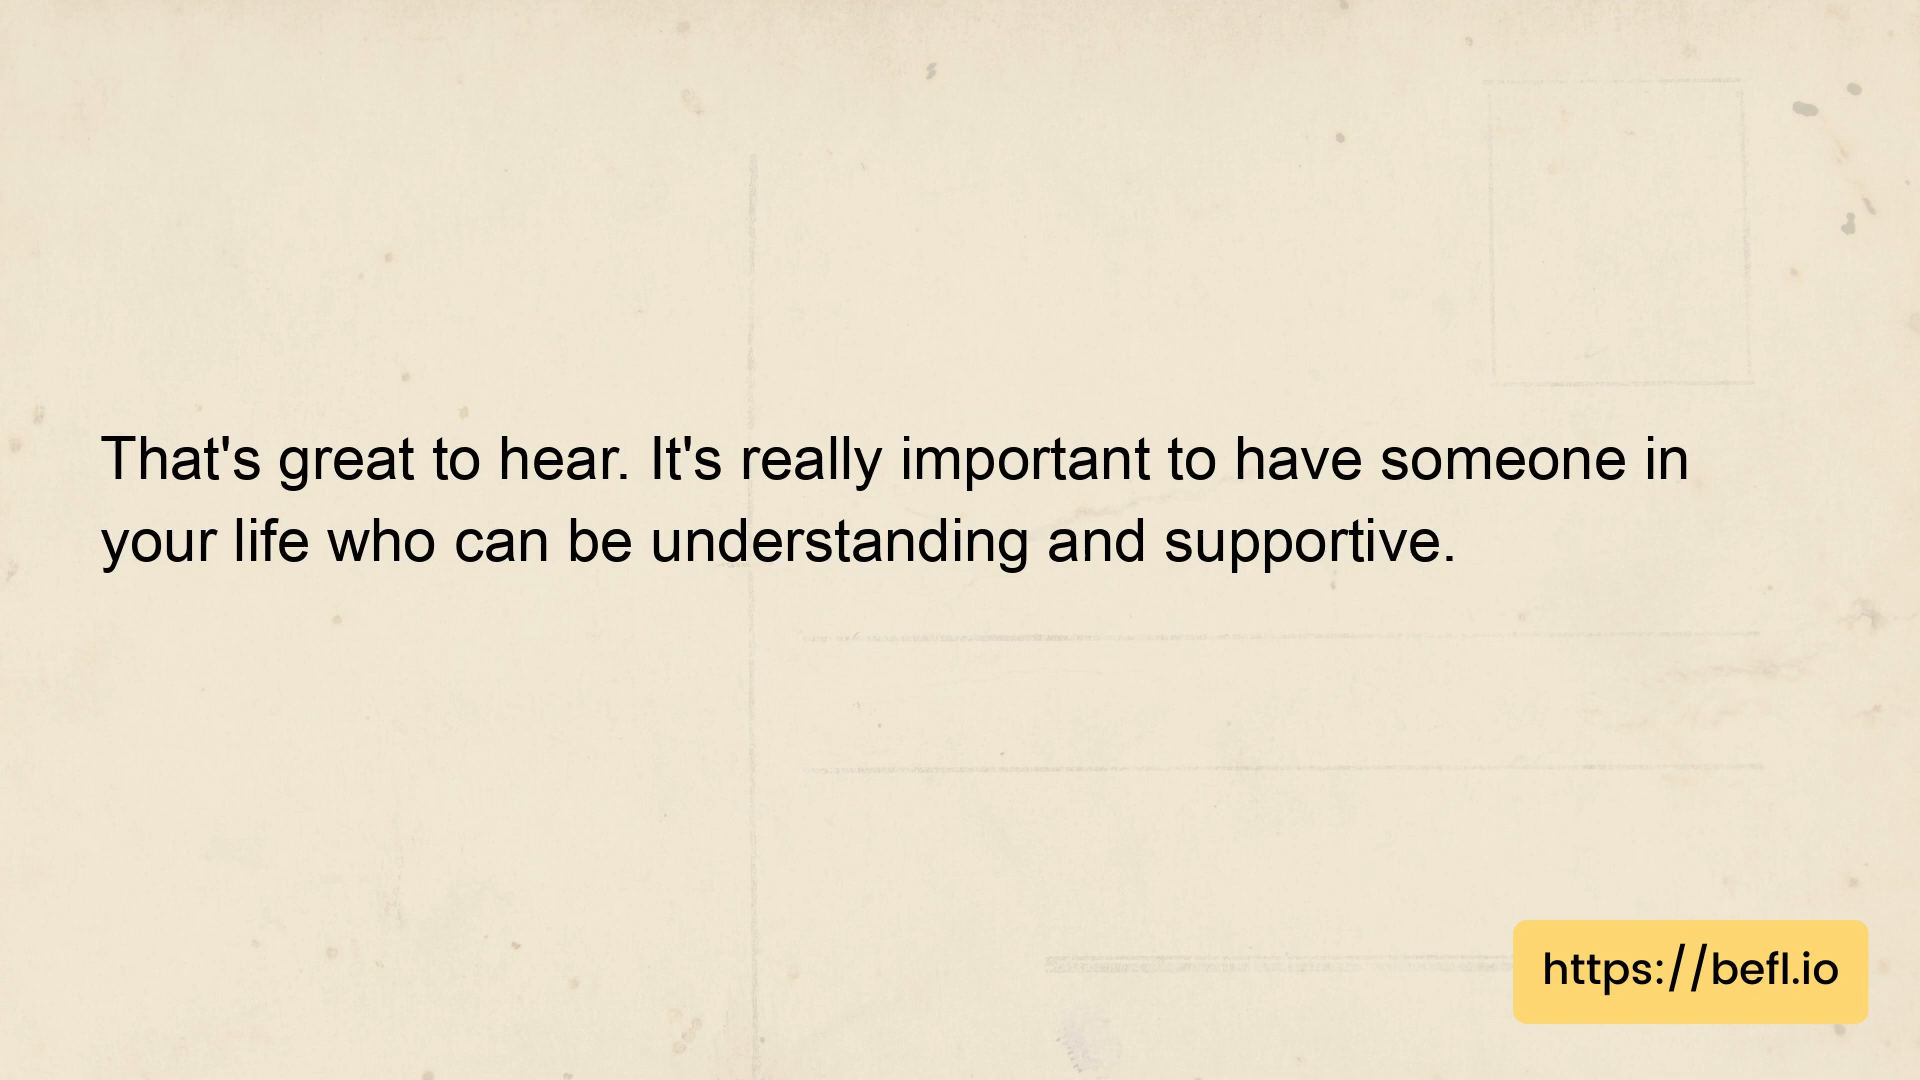 That's great to hear. It's really important to have someone in
your life who can be understanding and supportive.
https://befl.io